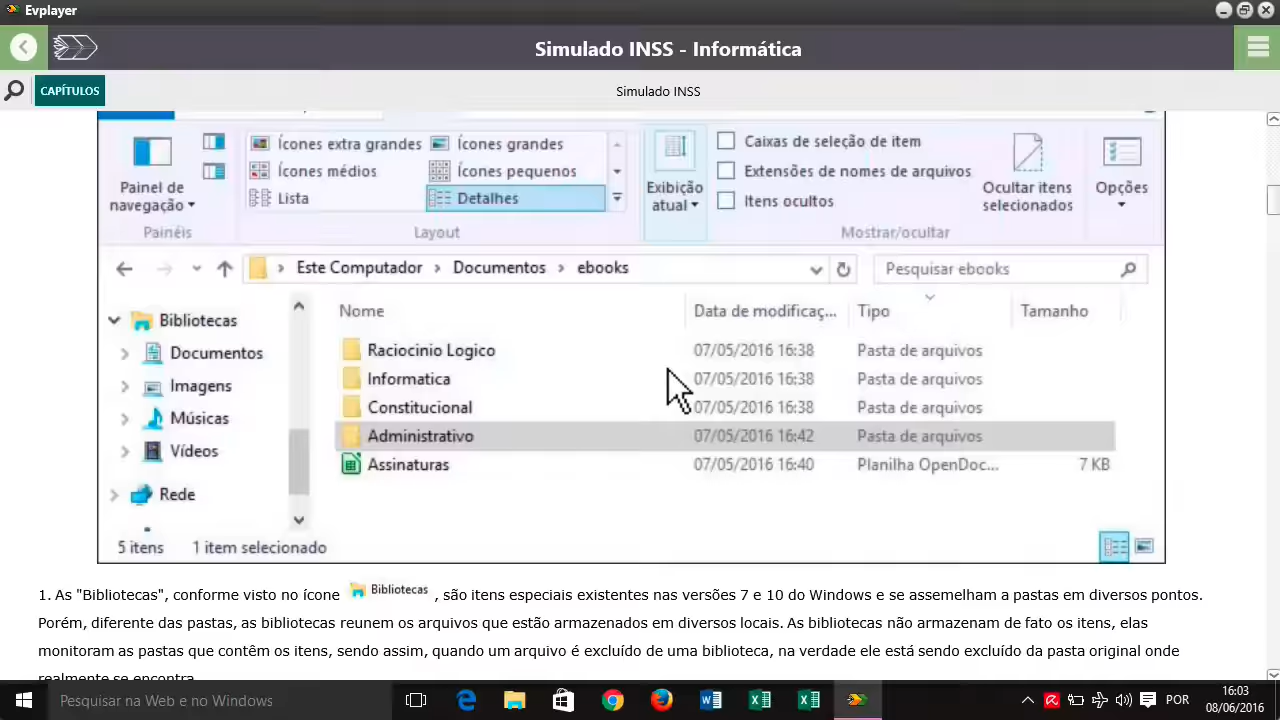 Evplayer
Simulado INSS - Informática
CAPÍTULOS
Simulado INSS
Ícones extra grandes
Ícones grandes
Caixas de seleção de item
Ícones médios
Ícones pequenos
Extensões de nomes de arquivos
Painel de navegação
Lista
Detalhes
Exibição atual
Itens ocultos
Ocultar itens selecionados
Opções
Painéis
Layout
Mostrar/ocultar
Este Computador > Documentos > ebooks
Pesquisar ebooks
Nome
Data de modificaç...
Tipo
Tamanho
Bibliotecas
Documentos
Imagens
Músicas
Vídeos
Rede
Raciocinio Logico 07/05/2016 16:38 Pasta de arquivos
Informatica 07/05/2016 16:38 Pasta de arquivos
Constitucional 07/05/2016 16:38 Pasta de arquivos
Administrativo 07/05/2016 16:42 Pasta de arquivos
Assinaturas 07/05/2016 16:40 Planilha OpenDoc... 7 KB
5 itens 1 item selecionado
1. As "Bibliotecas", conforme visto no ícone Bibliotecas , são itens especiais existentes nas versões 7 e 10 do Windows e se assemelham a pastas em diversos pontos.
Porém, diferente das pastas, as bibliotecas reunem os arquivos que estão armazenados em diversos locais. As bibliotecas não armazenam de fato os itens, elas
monitoram as pastas que contêm os itens, sendo assim, quando um arquivo é excluído de uma biblioteca, na verdade ele está sendo excluído da pasta original onde
realmente se encontra
Pesquisar na Web e no Windows
POR
16:03
08/06/2016